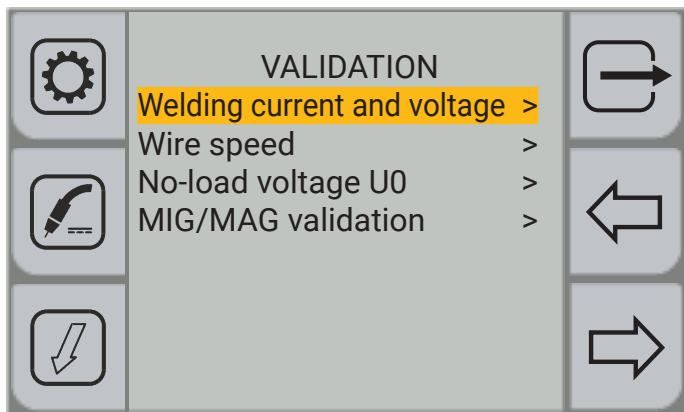 VALIDATION
Welding current and voltage >
Wire speed >
No-load voltage U0 >
MIG/MAG validation >